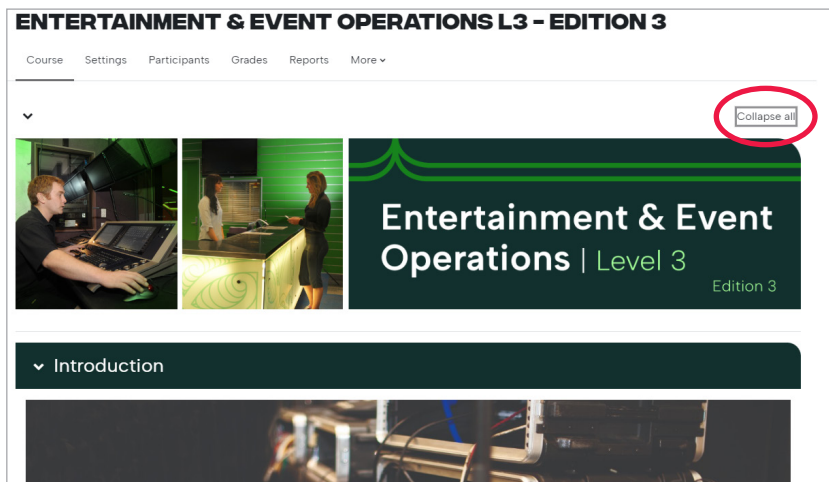 ENTERTAINMENT & EVENT OPERATIONS L3 – EDITION 3
Course Settings Participants Grades Reports More
Collapse all
Entertainment & Event
Operations | Level 3
Edition 3
Introduction